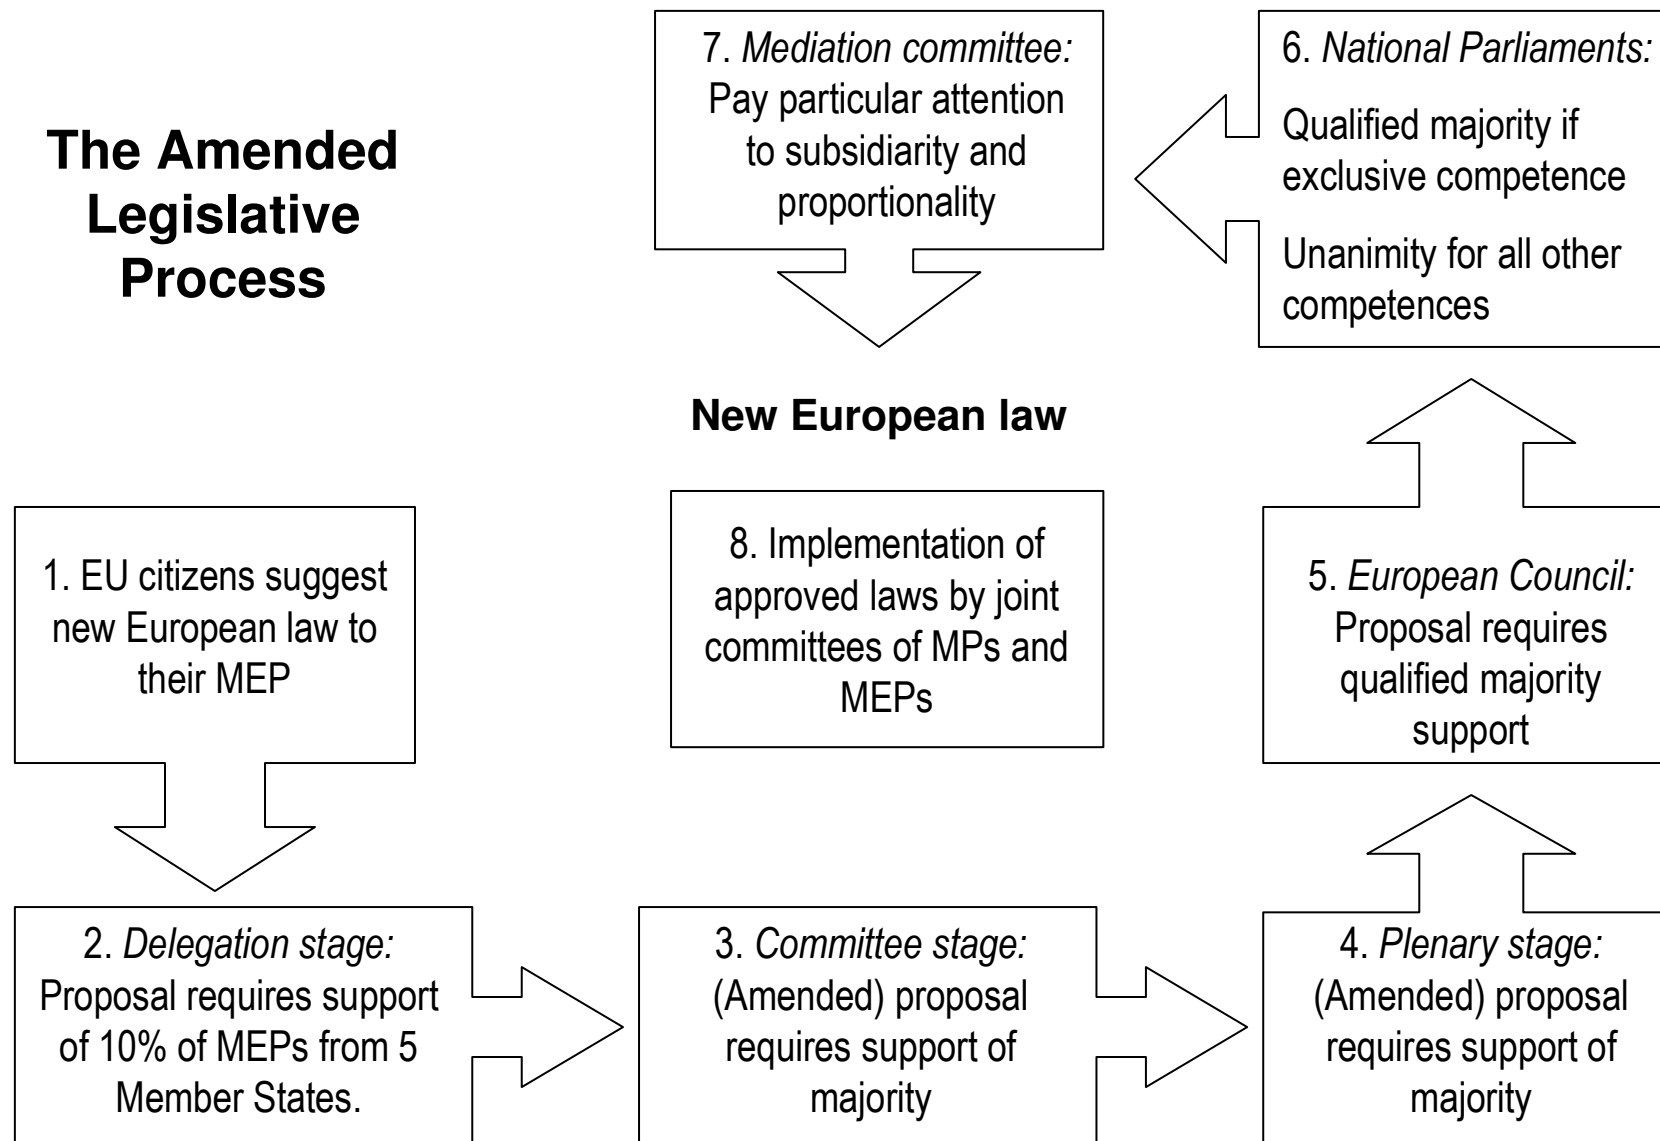 The Amended
Legislative
Process
1. EU citizens suggest
new European law to
their MEP
2. Delegation stage:
Proposal requires support
of 10% of MEPs from 5
Member States.
3. Committee stage:
(Amended) proposal
requires support of
majority
4. Plenary stage:
(Amended) proposal
requires support of
majority
5. European Council:
Proposal requires
qualified majority
support
6. National Parliaments:
Qualified majority if
exclusive competence
Unanimity for all other
competences
7. Mediation committee:
Pay particular attention
to subsidiarity and
proportionality
New European law
8. Implementation of
approved laws by joint
committees of MPs and
MEPs